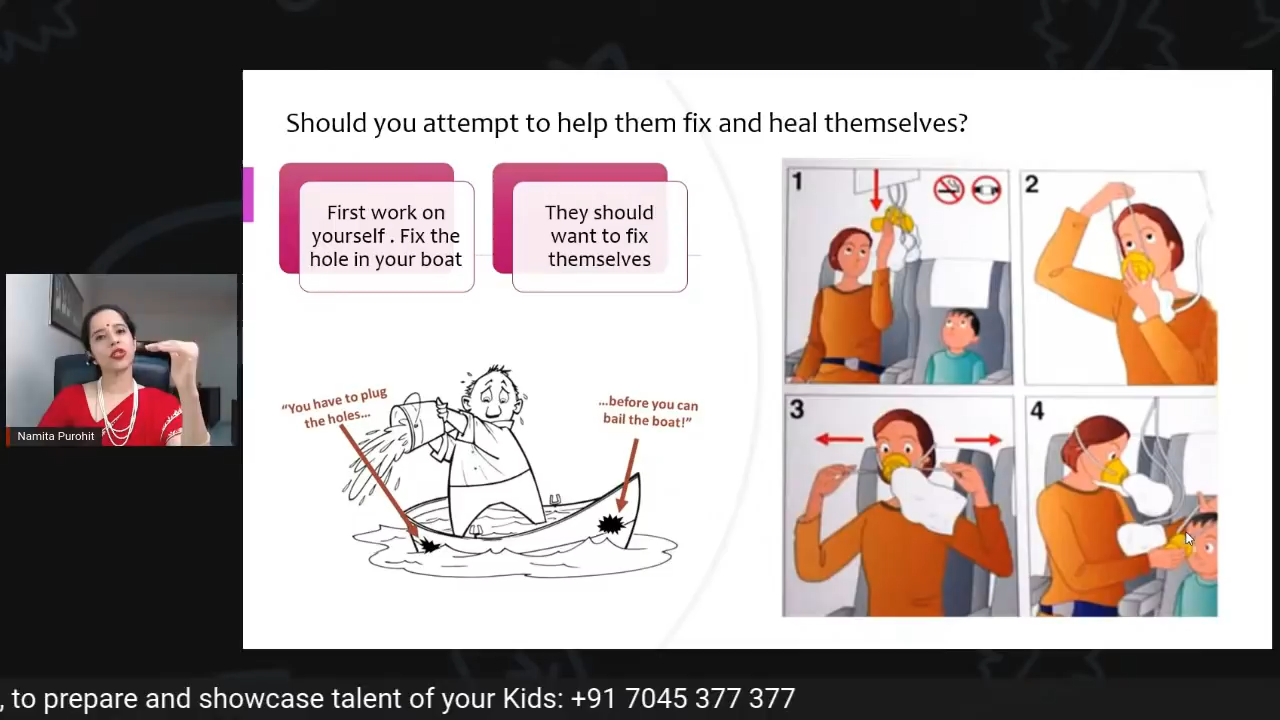 Should you attempt to help them fix and heal themselves?
First work on
yourself . Fix the
hole in your boat
They should
want to fix
themselves
"You have to plug
the holes...
...before you can
bail the boat!"
1
2
3
4
Namita Purohit
, to prepare and showcase talent of your Kids: +91 7045 377 377